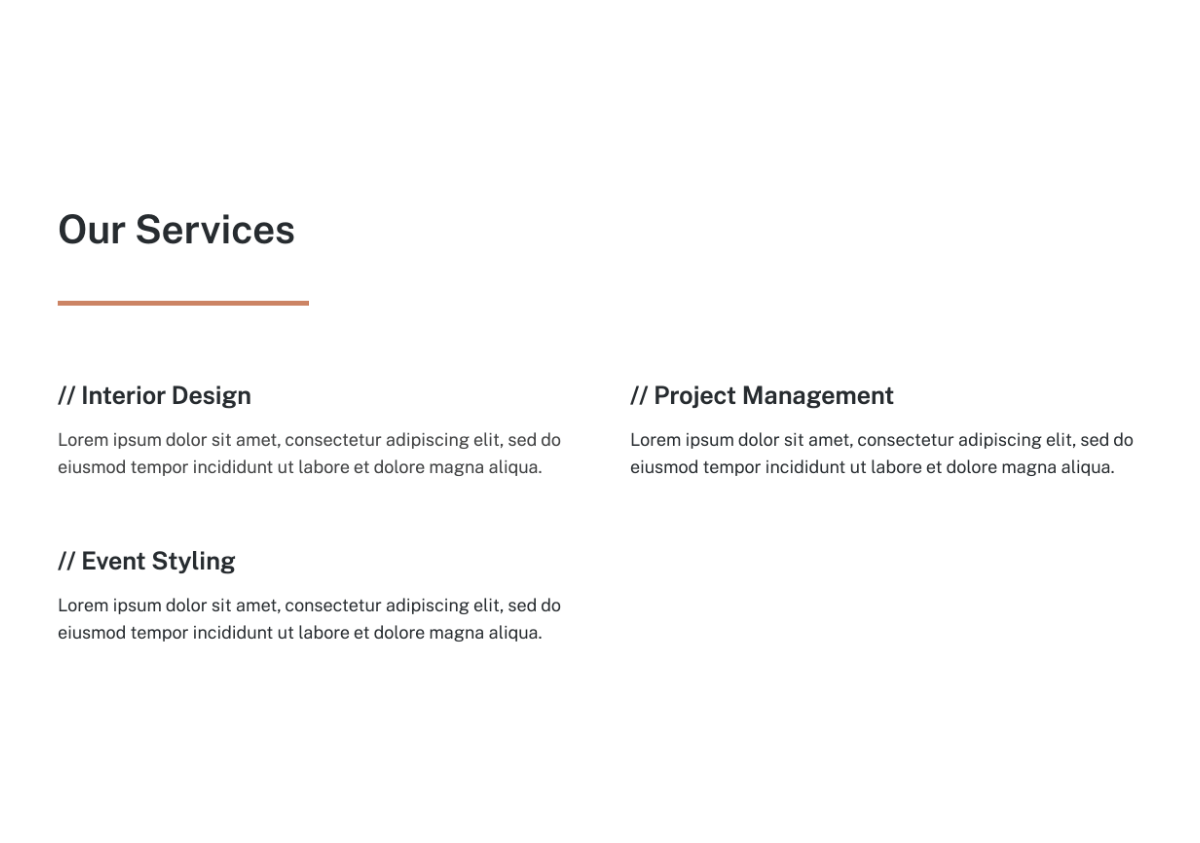 Our Services
// Interior Design
Lorem ipsum dolor sit amet, consectetur adipiscing elit, sed do
eiusmod tempor incididunt ut labore et dolore magna aliqua.
// Project Management
Lorem ipsum dolor sit amet, consectetur adipiscing elit, sed do
eiusmod tempor incididunt ut labore et dolore magna aliqua.
// Event Styling
Lorem ipsum dolor sit amet, consectetur adipiscing elit, sed do
eiusmod tempor incididunt ut labore et dolore magna aliqua.